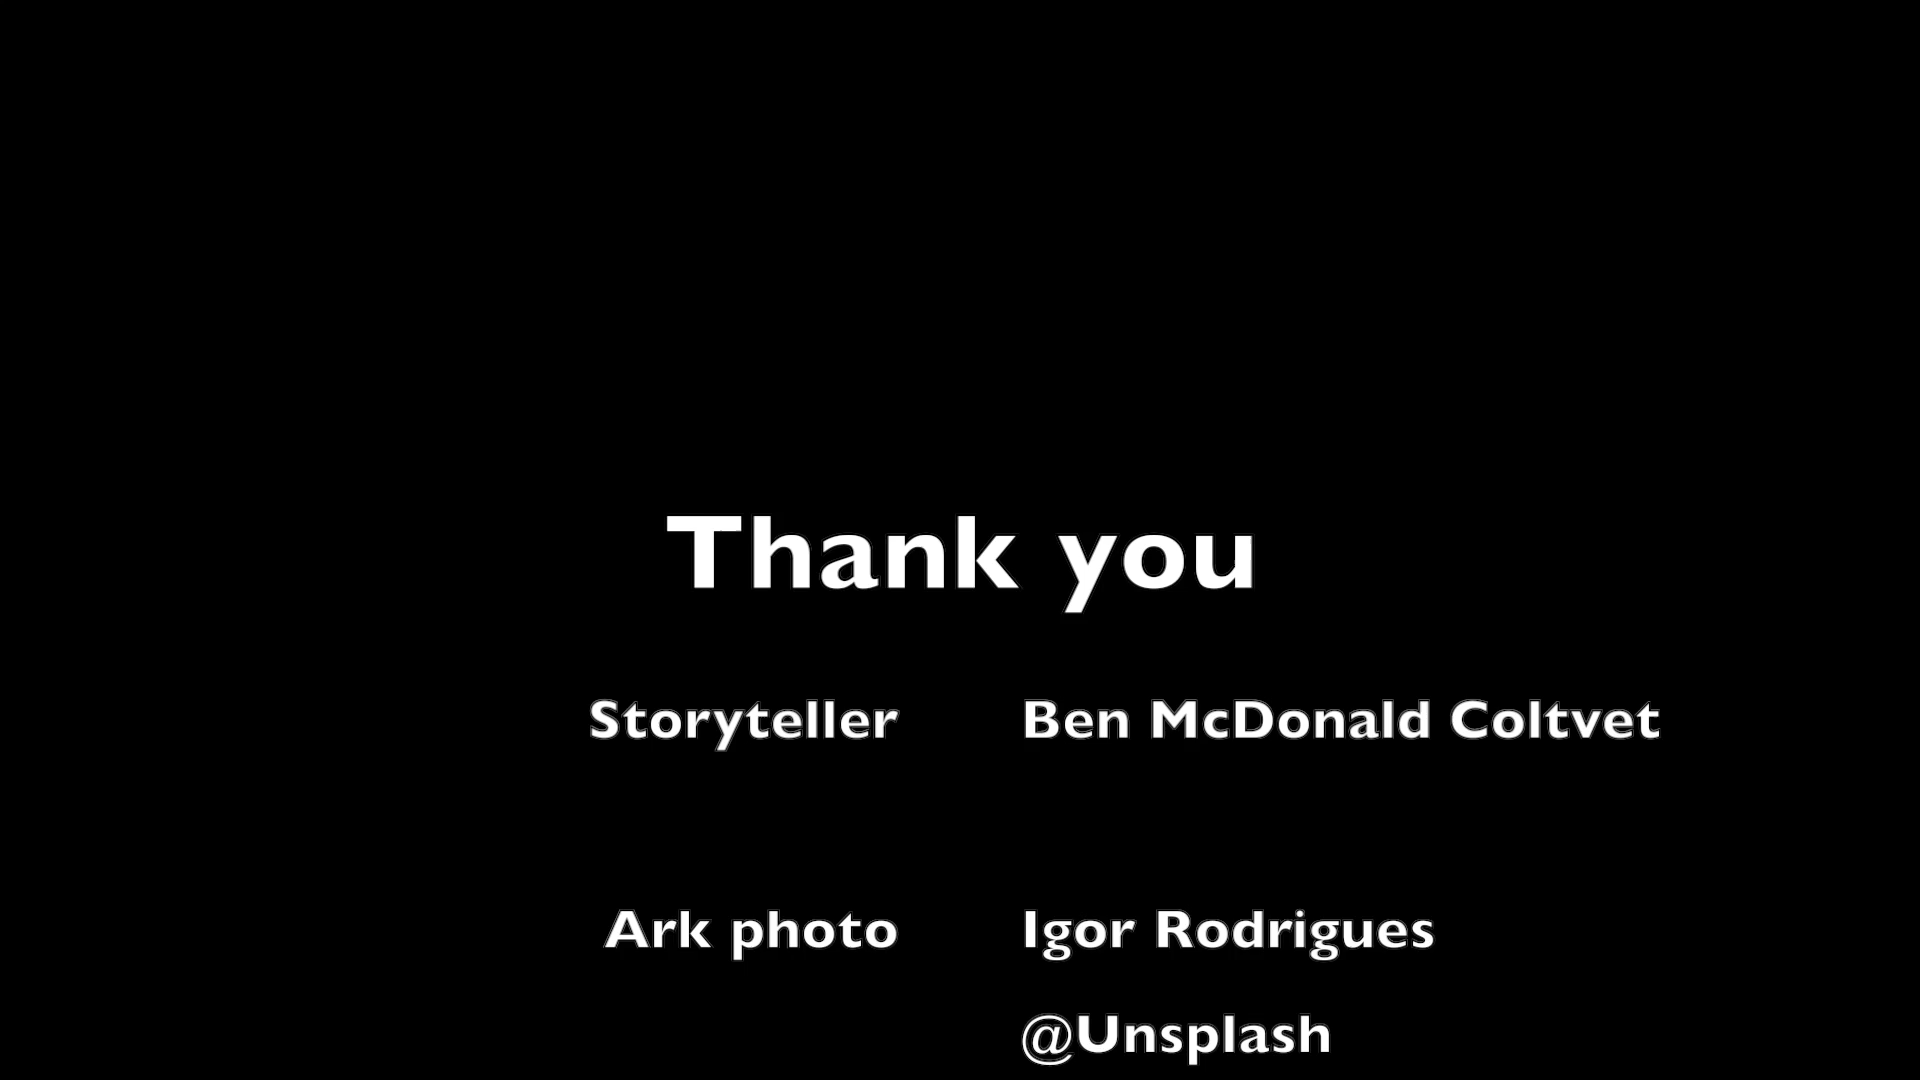 Thank you
Storyteller Ben McDonald Coltvet
Ark photo Igor Rodrigues
@Unsplash